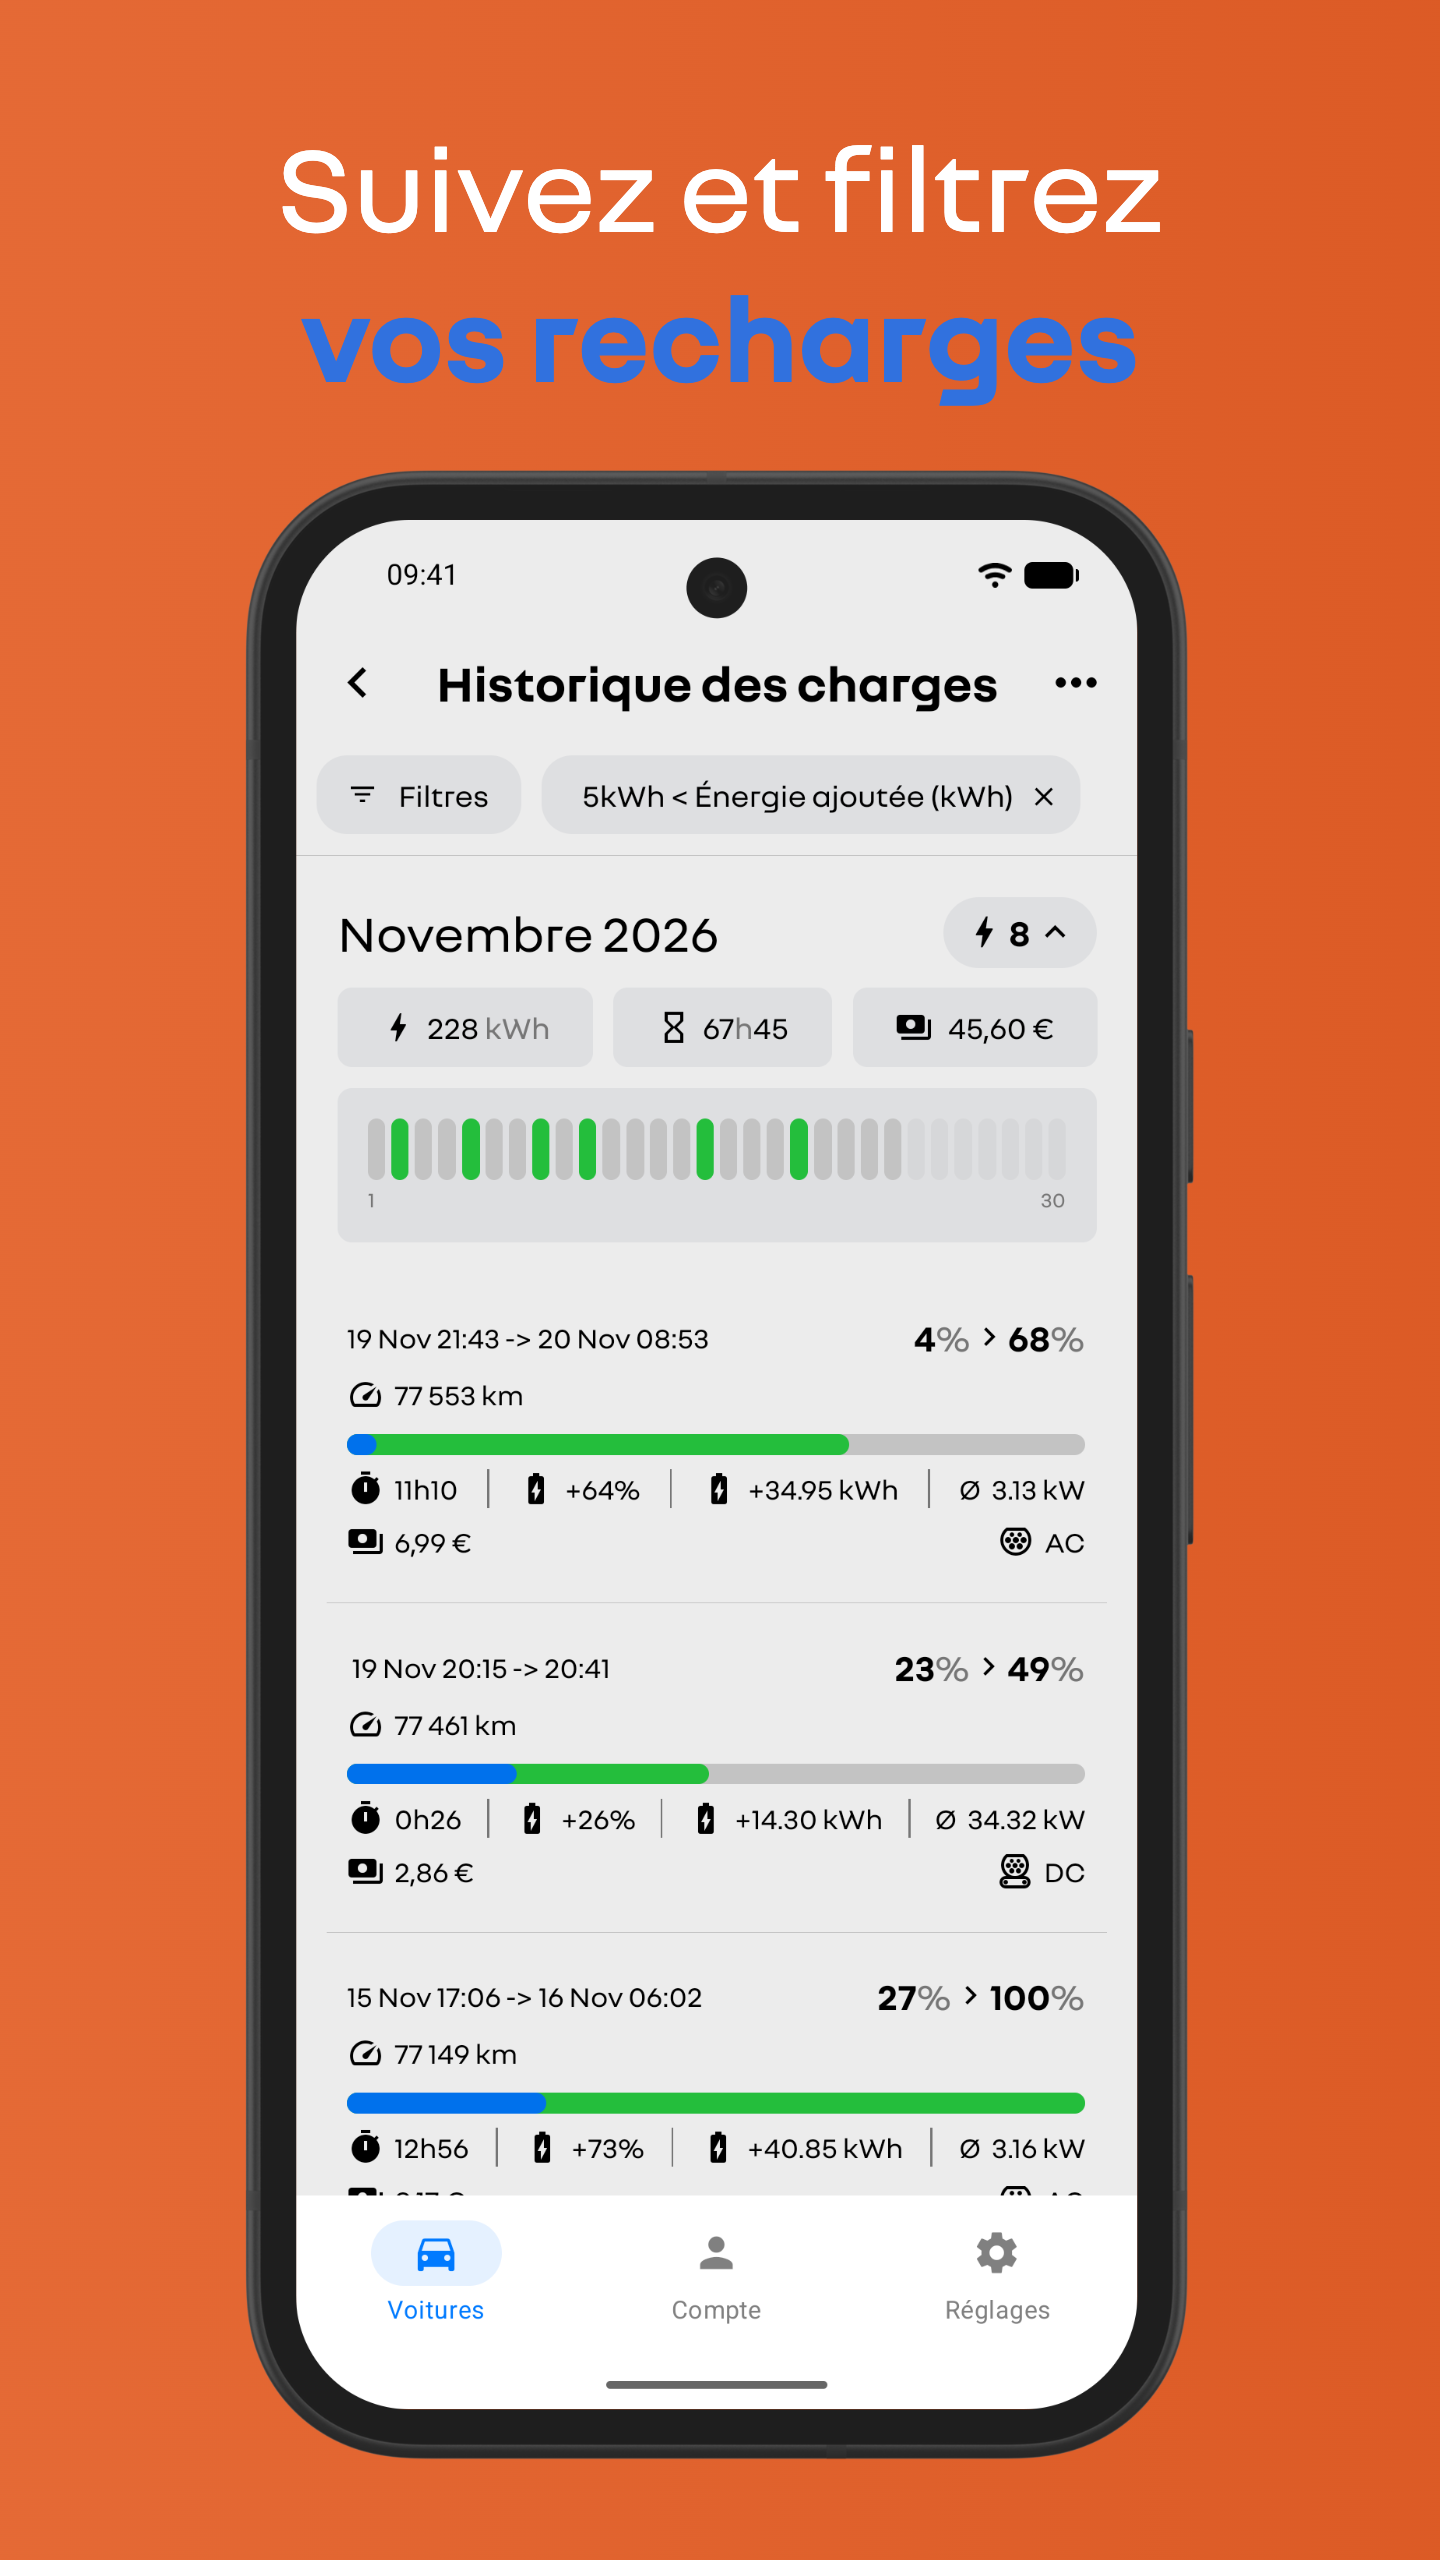 Suivez et filtrez
vos recharges
09:41
Historique des charges
Filtres
5kWh < Énergie ajoutée (kWh)
Novembre 2026
8
228 kWh
67h45
45,60 €
1
30
19 Nov 21:43 -> 20 Nov 08:53
4% > 68%
77 553 km
11h10
+64%
+34.95 kWh
Ø 3.13 kW
6,99 €
AC
19 Nov 20:15 -> 20:41
23% > 49%
77 461 km
0h26
+26%
+14.30 kWh
Ø 34.32 kW
2,86 €
DC
15 Nov 17:06 -> 16 Nov 06:02
27% > 100%
77 149 km
12h56
+73%
+40.85 kWh
Ø 3.16 kW
Voitures
Compte
Réglages